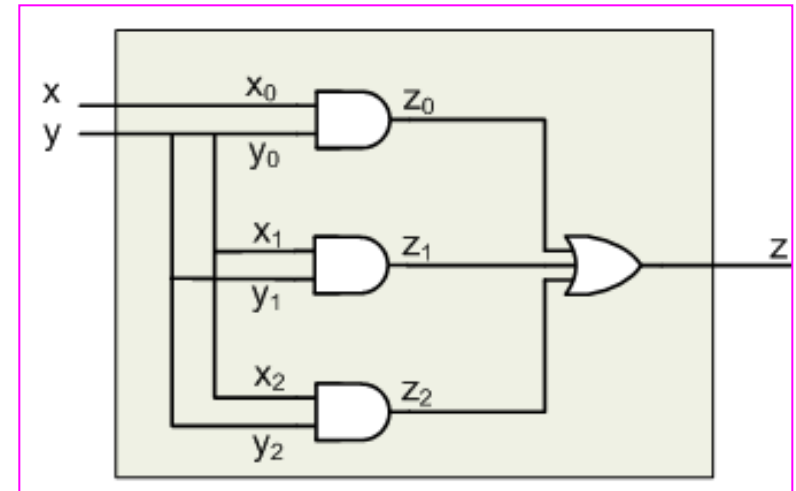 x
y
x₀
y₀
z₀
x₁
y₁
z₁
x₂
y₂
z₂
z